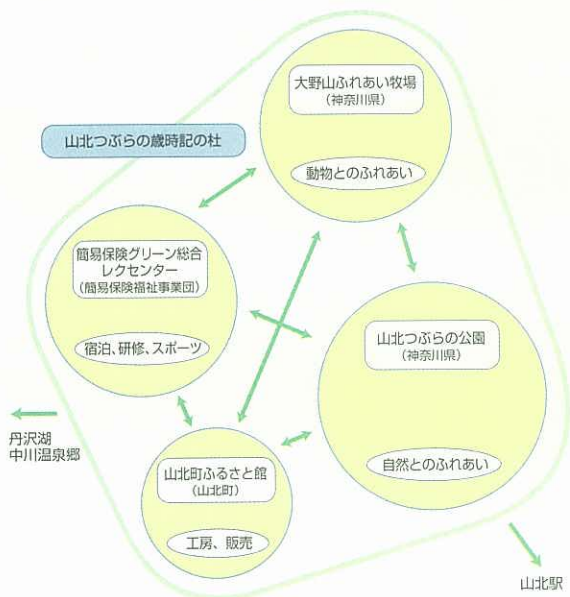 大野山ふれあい牧場
(神奈川県)
動物とのふれあい
山北つぶらの歳時記の杜
簡易保険グリーン総合
レクセンター
(簡易保険福祉事業団)
宿泊、研修、スポーツ
山北つぶらの公園
(神奈川県)
自然とのふれあい
丹沢湖
中川温泉郷
山北町ふるさと館
(山北町)
工房、販売
山北駅